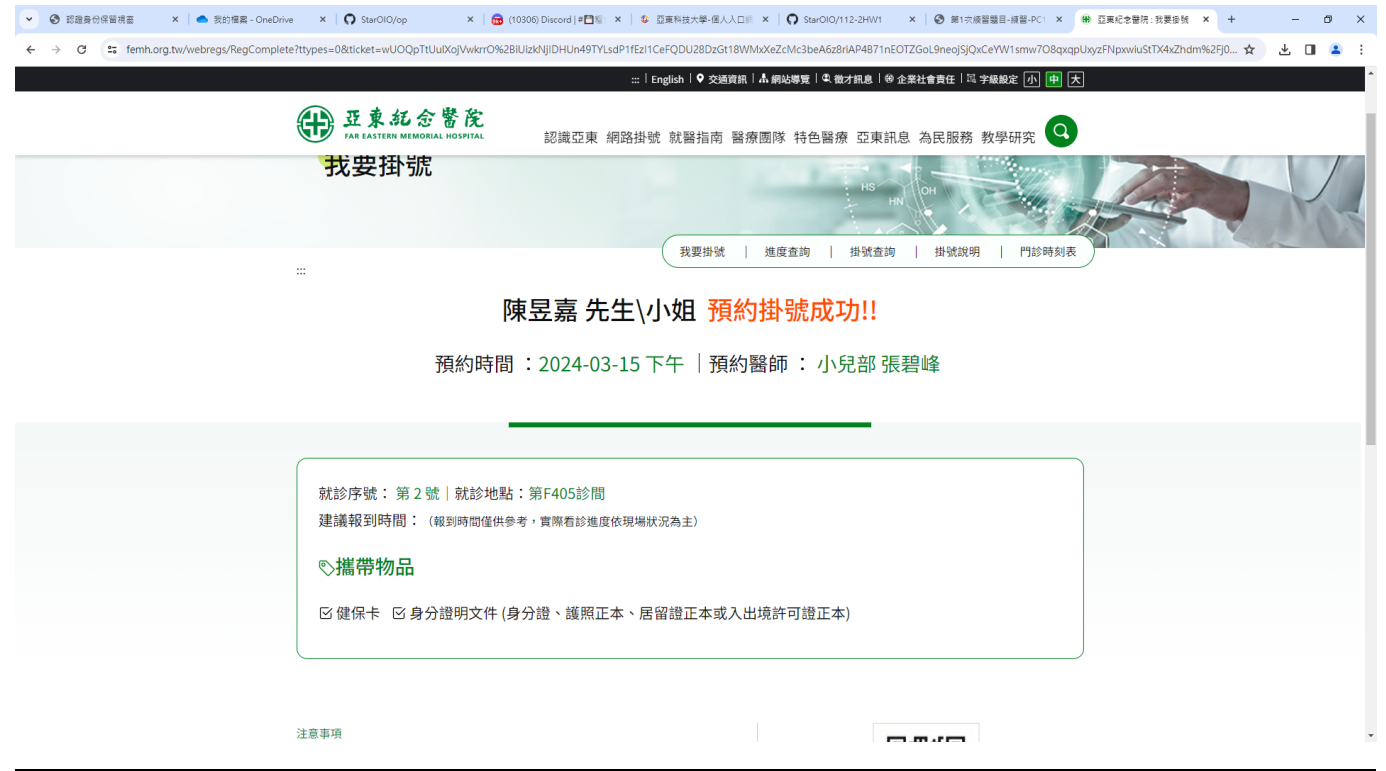 認證身份保留視窗
我的檔案 - OneDrive
StarOIO/op
(10306) Discord | #
亞東科技大學-個人入口網
StarOIO/112-2HW1
第1次練習題目-練習-PC1
亞東紀念醫院 : 我要掛號
femh.org.tw/webregs/RegComplete?ttypes=0&ticket=
::: | English | 交通資訊 | 網站導覽 | 徵才訊息 | 企業社會責任 | 字級設定 小 中 大
亞東紀念醫院
FAR EASTERN MEMORIAL HOSPITAL
認識亞東 網路掛號 就醫指南 醫療團隊 特色醫療 亞東訊息 為民服務 教學研究
我要掛號
HS
OH
HN
我要掛號 | 進度查詢 | 掛號查詢 | 掛號說明 | 門診時刻表
:::
陳昱嘉 先生\小姐 預約掛號成功!!
預約時間 ：2024-03-15 下午 ｜預約醫師 ： 小兒部 張碧峰
就診序號： 第 2 號｜就診地點：第F405診間
建議報到時間：（報到時間僅供參考，實際看診進度依現場狀況為主）
攜帶物品
健保卡 身分證明文件 (身分證、護照正本、居留證正本或入出境許可證正本)
注意事項